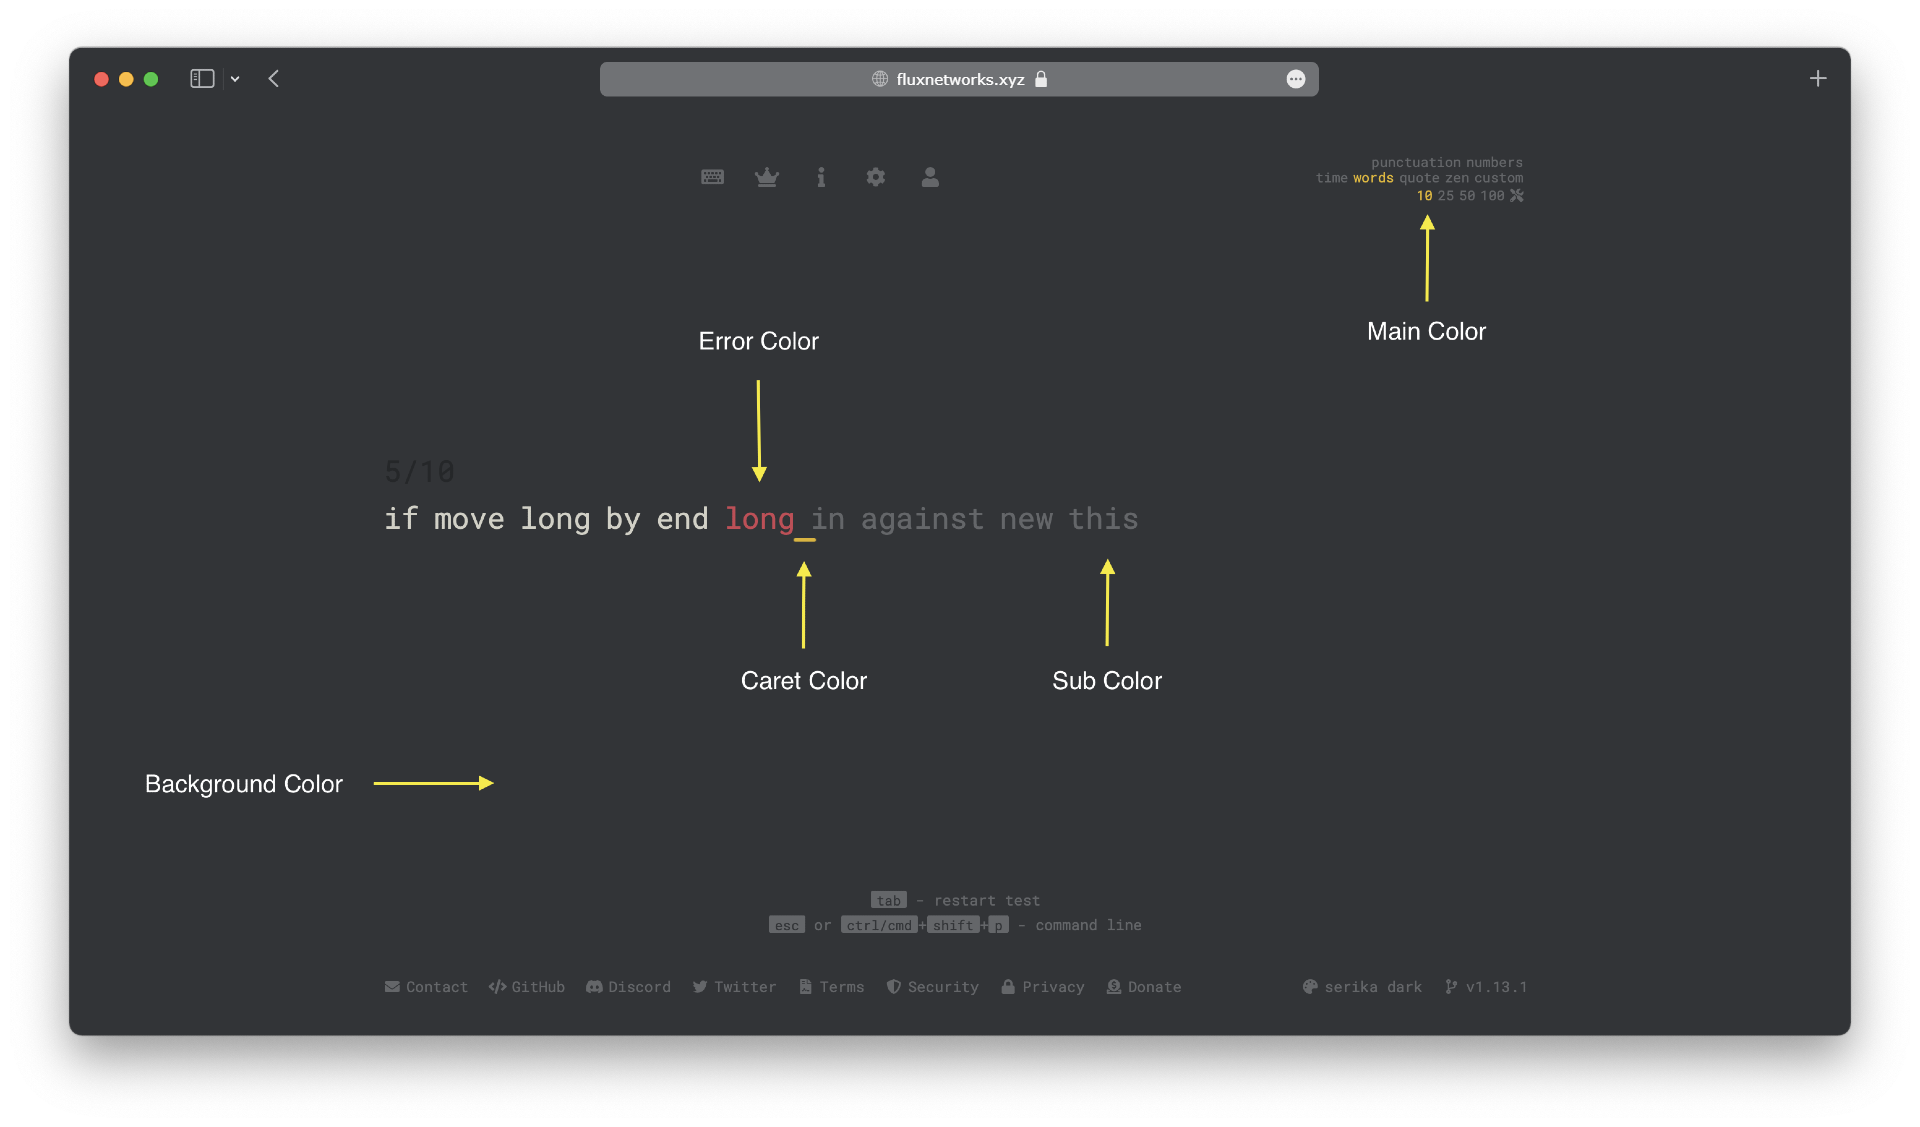 fluxnetworks.xyz
punctuation numbers
time words quote zen custom
10 25 50 100
Main Color
Error Color
5/10
if move long by end long in against new this
Caret Color
Sub Color
Background Color
tab - restart test
esc or ctrl/cmd+shift+p - command line
Contact GitHub Discord Twitter Terms Security Privacy Donate serika dark v1.13.1